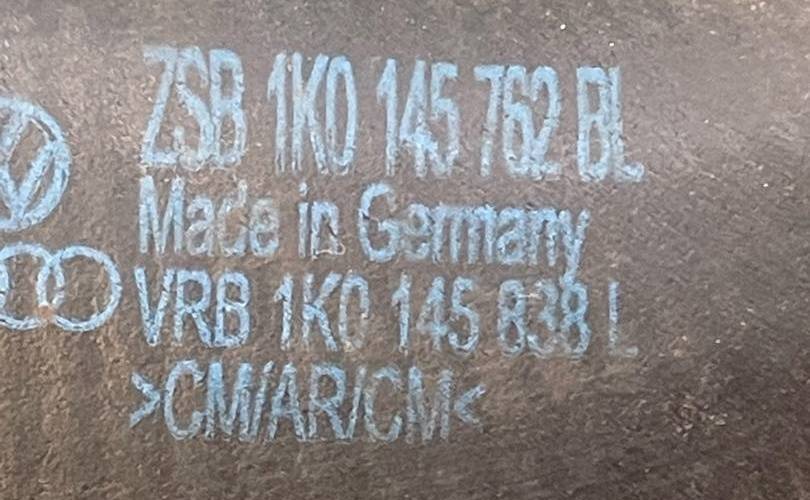 ZSB 1K0 145 762 BL
Made in Germany
VRB 1K0 145 838 L
>CM/AR/CM<